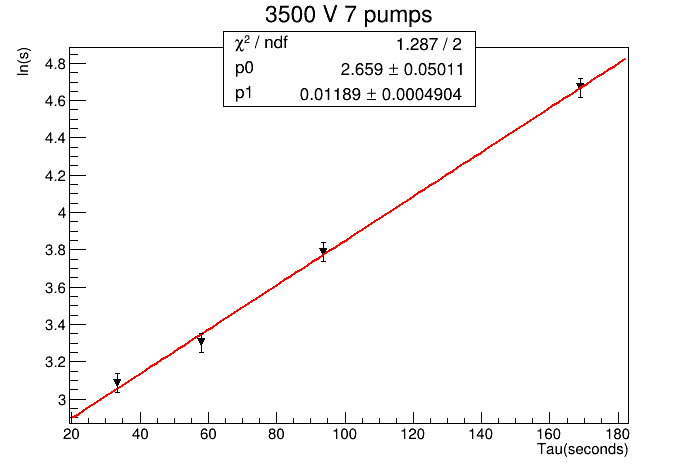 3500 V 7 pumps
χ² / ndf 1.287 / 2
p0 2.659 ± 0.05011
p1 0.01189 ± 0.0004904
ln(s)
4.8
4.6
4.4
4.2
4
3.8
3.6
3.4
3.2
3
20 40 60 80 100 120 140 160 180
Tau(seconds)